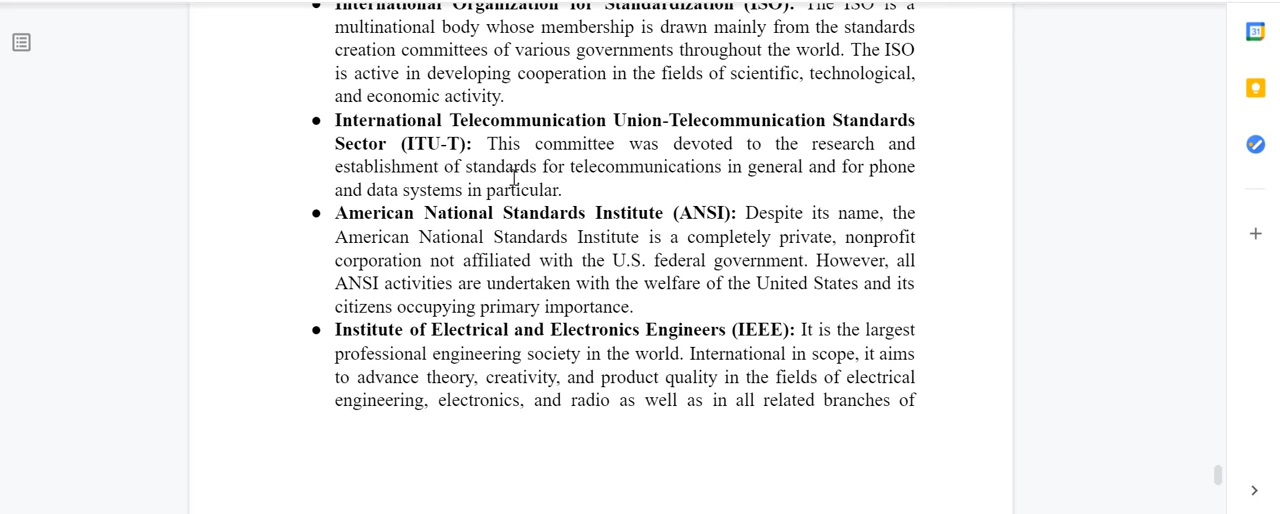 International Organization for Standardization (ISO): The ISO is a
multinational body whose membership is drawn mainly from the standards
creation committees of various governments throughout the world. The ISO
is active in developing cooperation in the fields of scientific, technological,
and economic activity.
International Telecommunication Union-Telecommunication Standards
Sector (ITU-T): This committee was devoted to the research and
establishment of standards for telecommunications in general and for phone
and data systems in particular.
American National Standards Institute (ANSI): Despite its name, the
American National Standards Institute is a completely private, nonprofit
corporation not affiliated with the U.S. federal government. However, all
ANSI activities are undertaken with the welfare of the United States and its
citizens occupying primary importance.
Institute of Electrical and Electronics Engineers (IEEE): It is the largest
professional engineering society in the world. International in scope, it aims
to advance theory, creativity, and product quality in the fields of electrical
engineering, electronics, and radio as well as in all related branches of
31